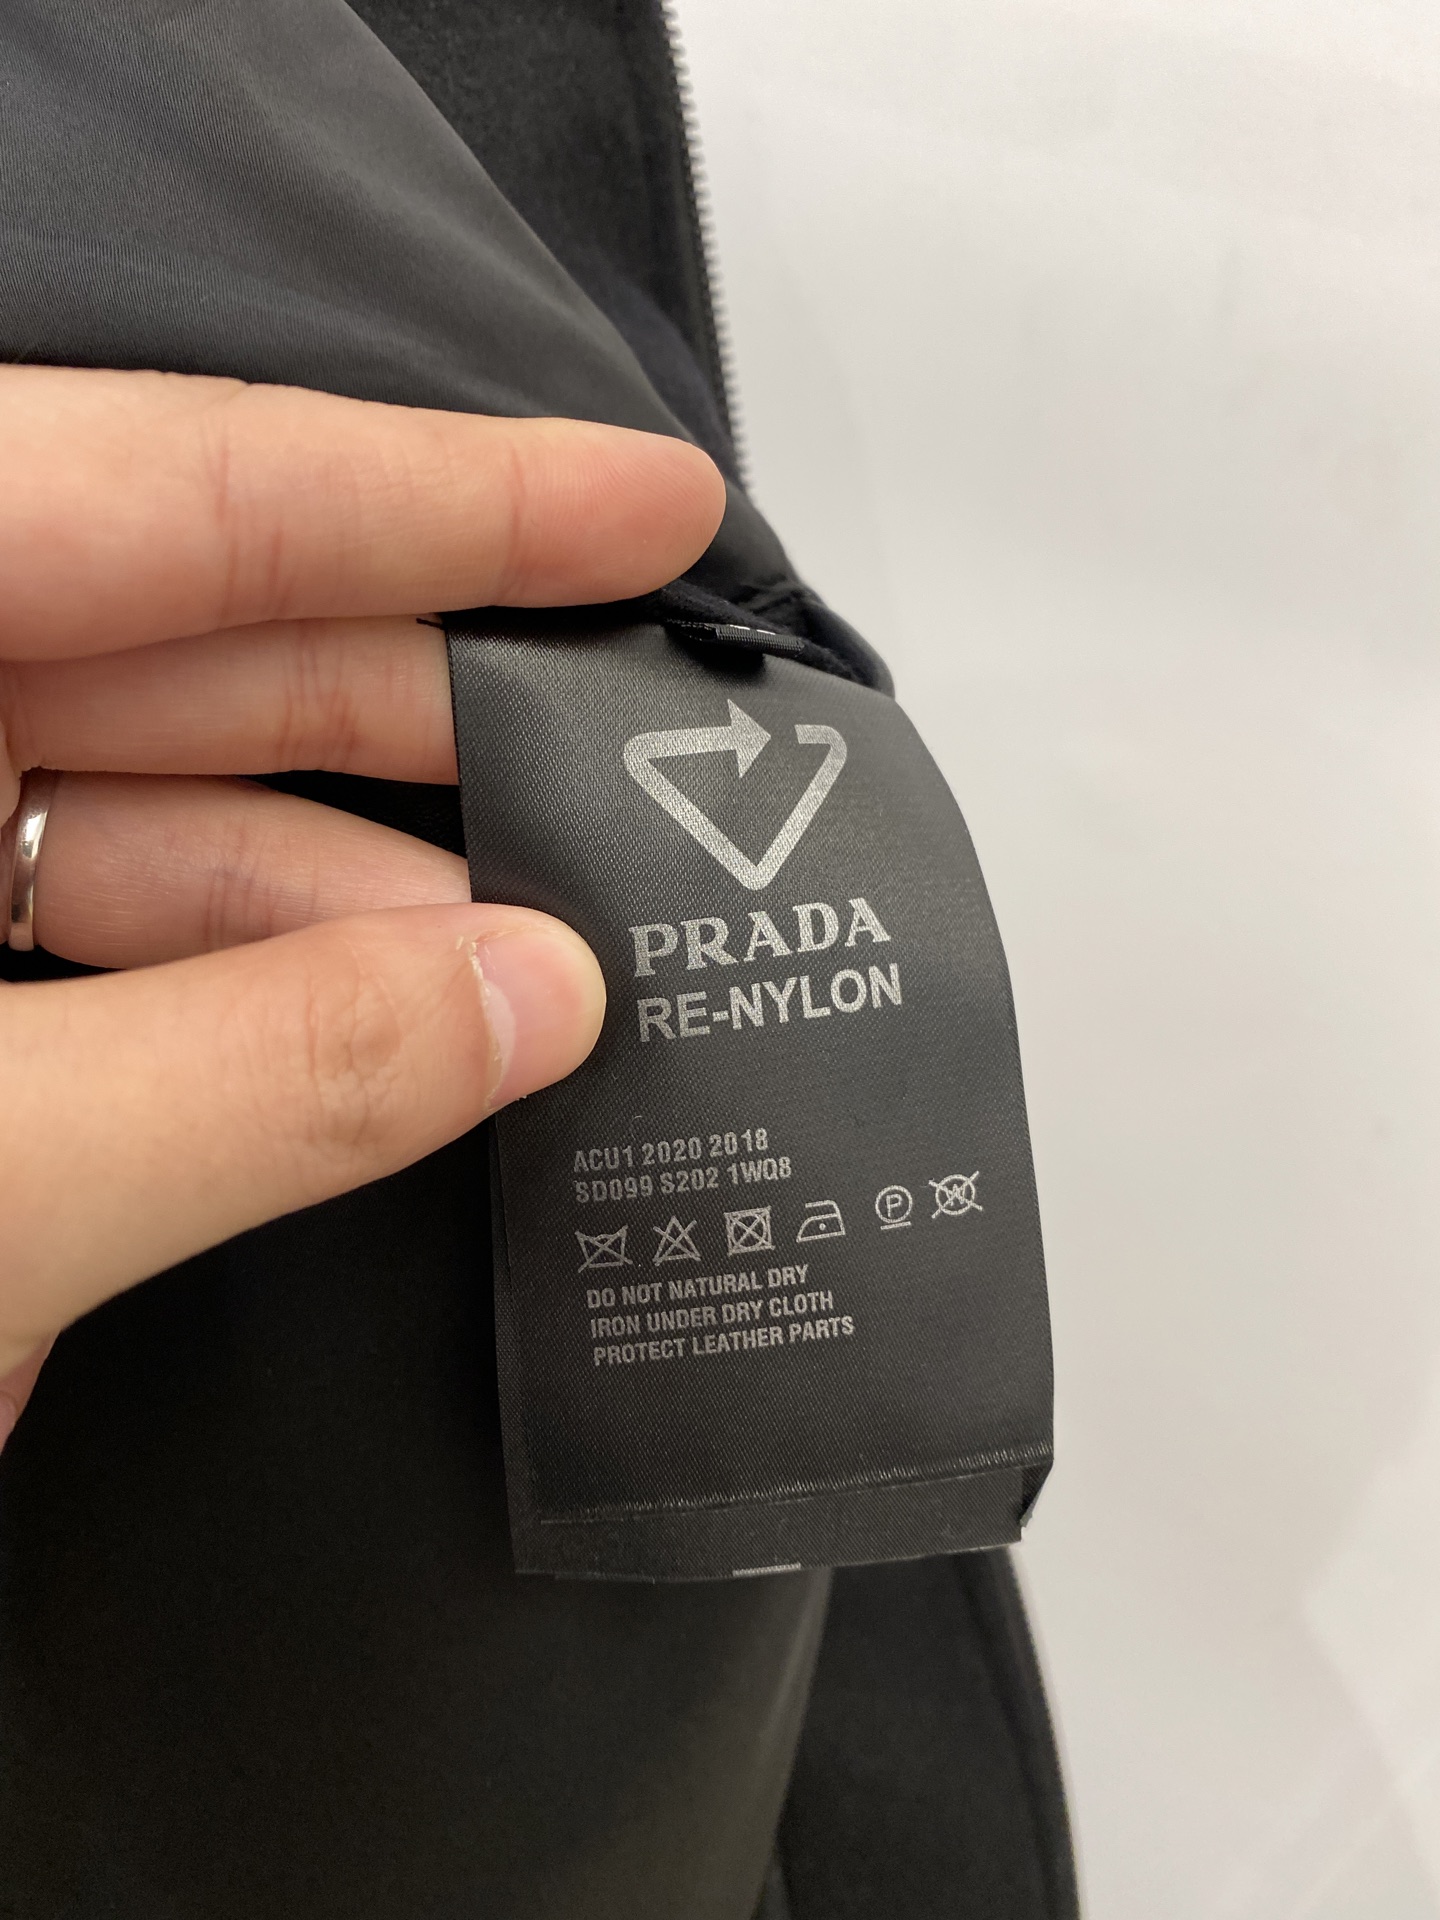 PRADA
RE-NYLON
ACU1 2020 2018
SD099 S202 1WQ8
P W
DO NOT NATURAL DRY
IRON UNDER DRY CLOTH
PROTECT LEATHER PARTS